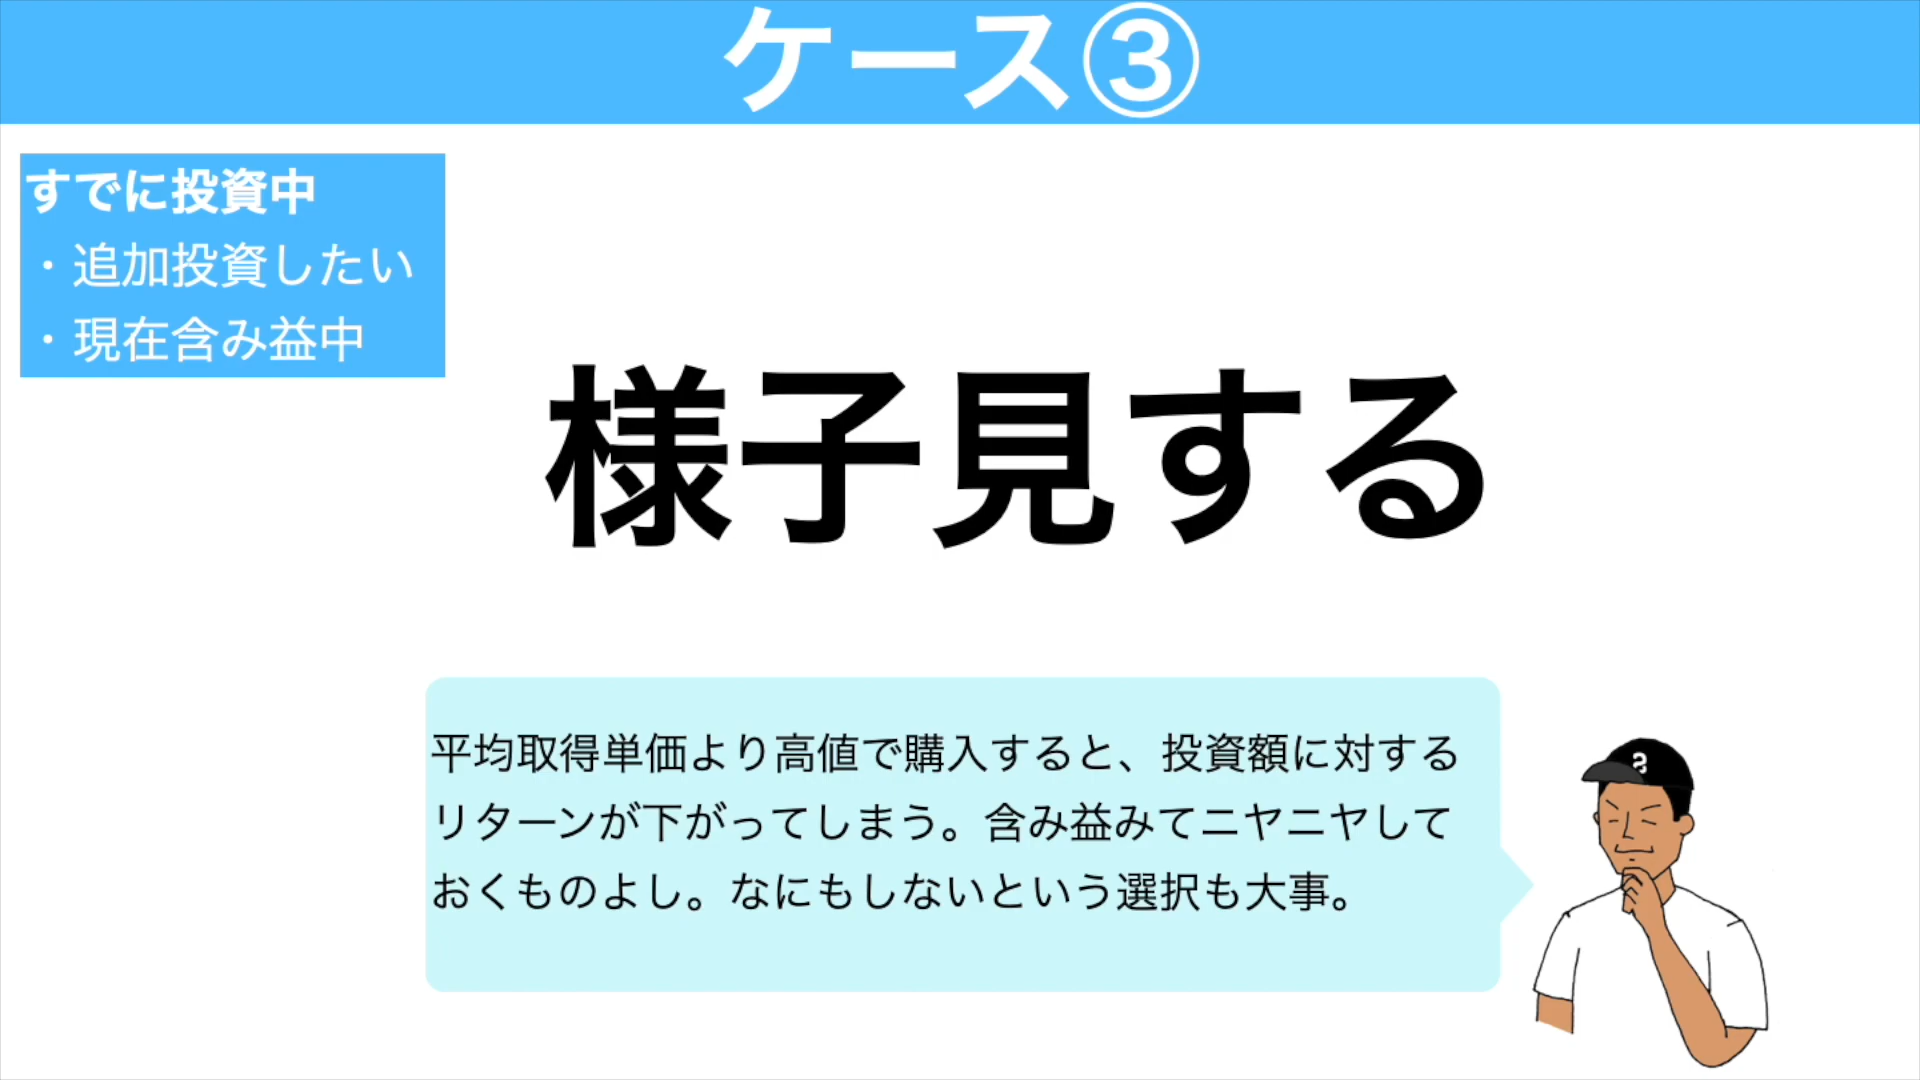 ケース③
すでに投資中
・追加投資したい
・現在含み益中
様子見する
平均取得単価より高値で購入すると、投資額に対する
リターンが下がってしまう。含み益みてニヤニヤして
おくものよし。なにもしないという選択も大事。